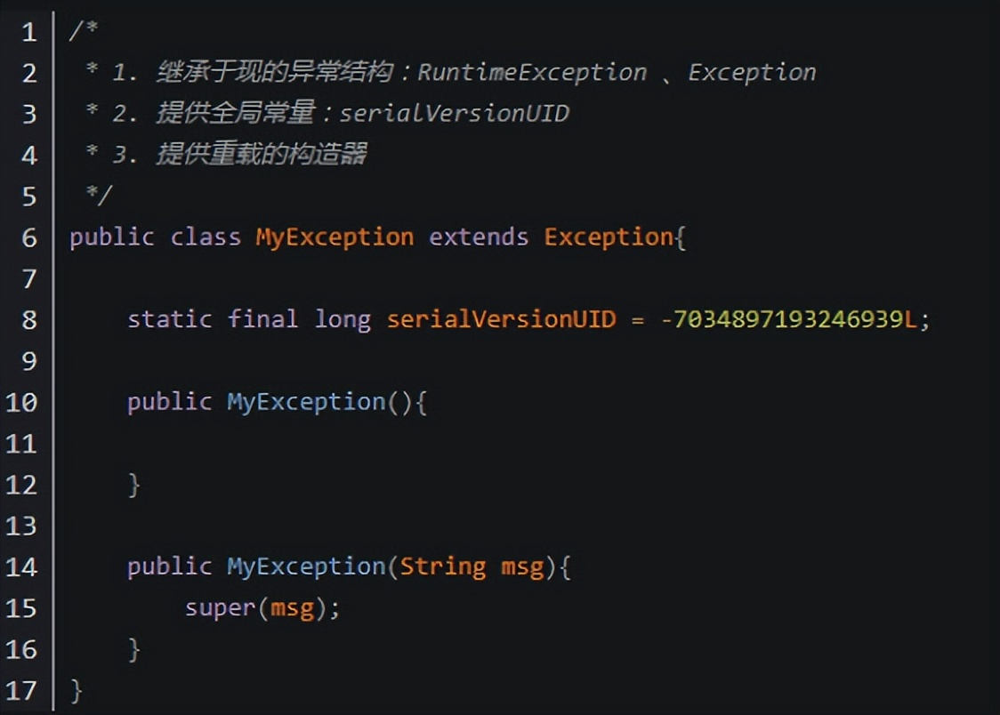 1 /*
2  * 1. 继承于现的异常结构：RuntimeException 、Exception
3  * 2. 提供全局常量：serialVersionUID
4  * 3. 提供重载的构造器
5  */
6 public class MyException extends Exception{
7
8     static final long serialVersionUID = -7034897193246939L;
9
10     public MyException(){
11
12     }
13
14     public MyException(String msg){
15         super(msg);
16     }
17 }